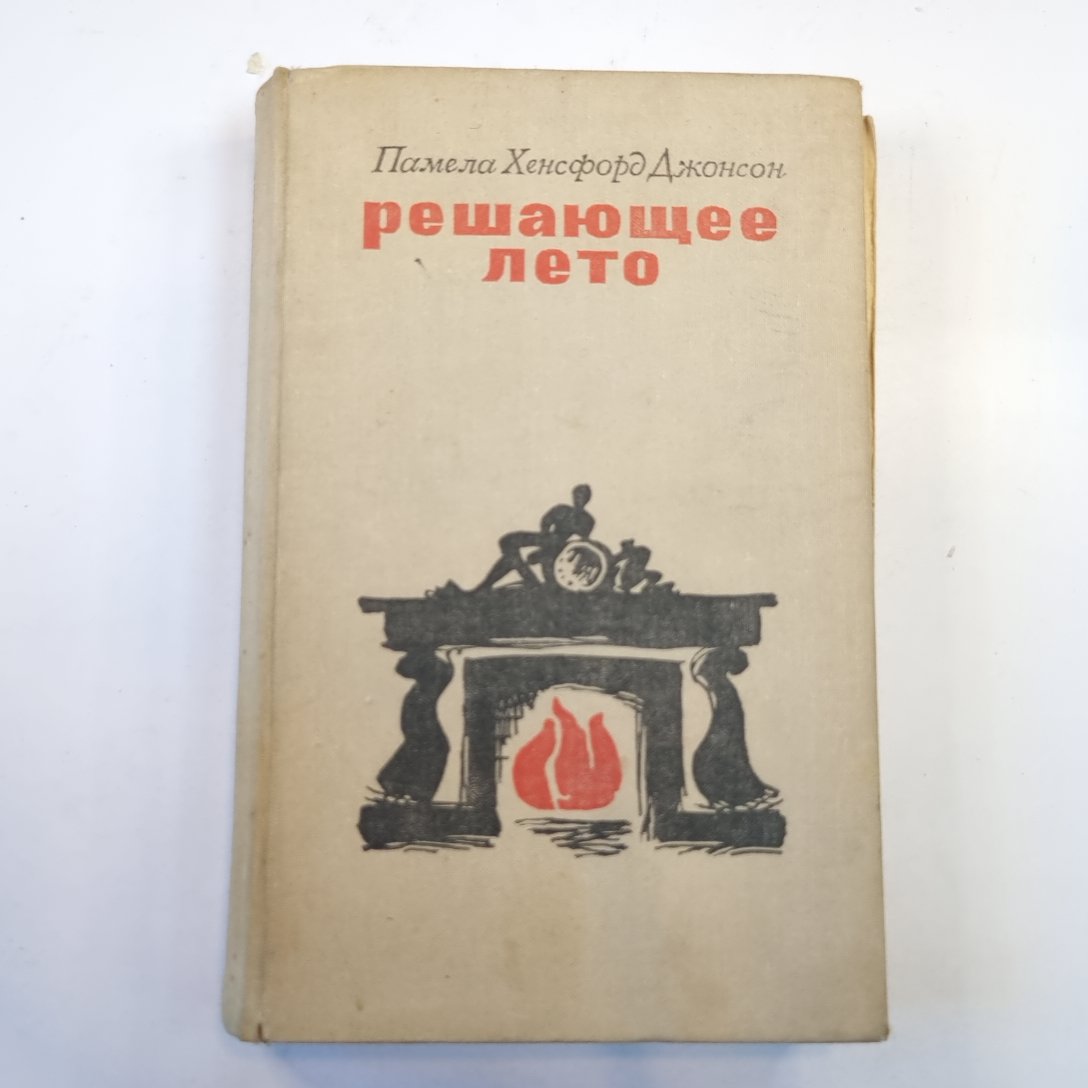 Памела Хенсфорд Джонсон
решающее
лето